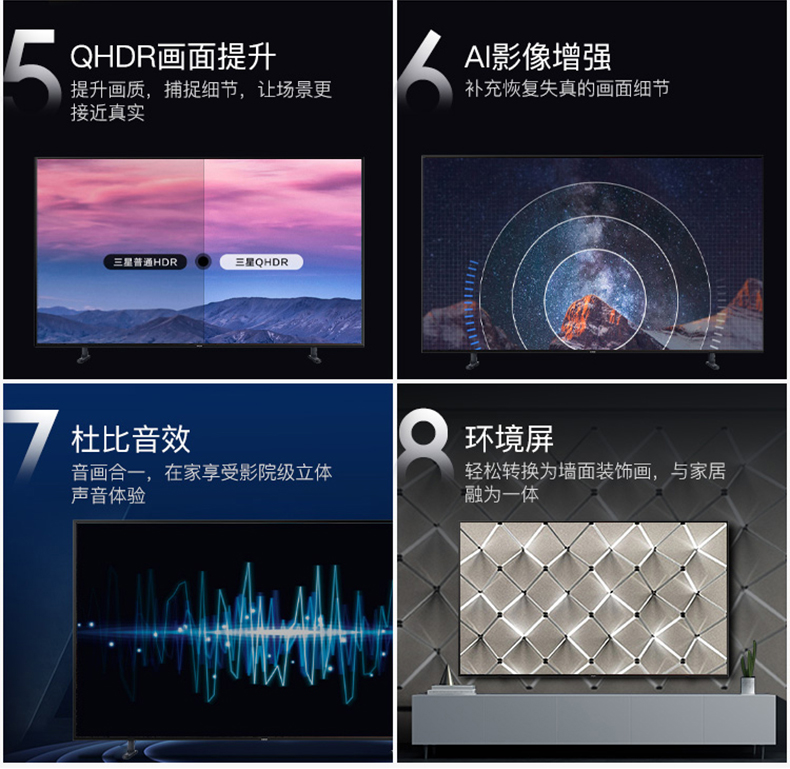 5
QHDR画面提升
提升画质，捕捉细节，让场景更
接近真实
三星普通HDR
三星QHDR
6
AI影像增强
补充恢复失真的画面细节
7
杜比音效
音画合一，在家享受影院级立体
声音体验
8
环境屏
轻松转换为墙面装饰画，与家居
融为一体